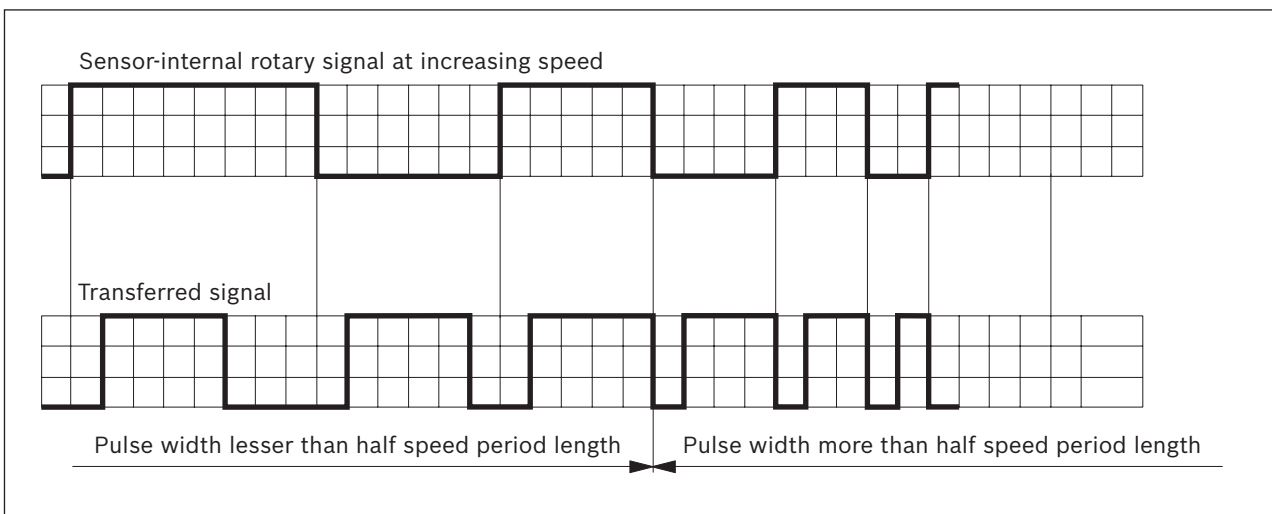 Sensor-internal rotary signal at increasing speed
Transferred signal
Pulse width lesser than half speed period length
Pulse width more than half speed period length